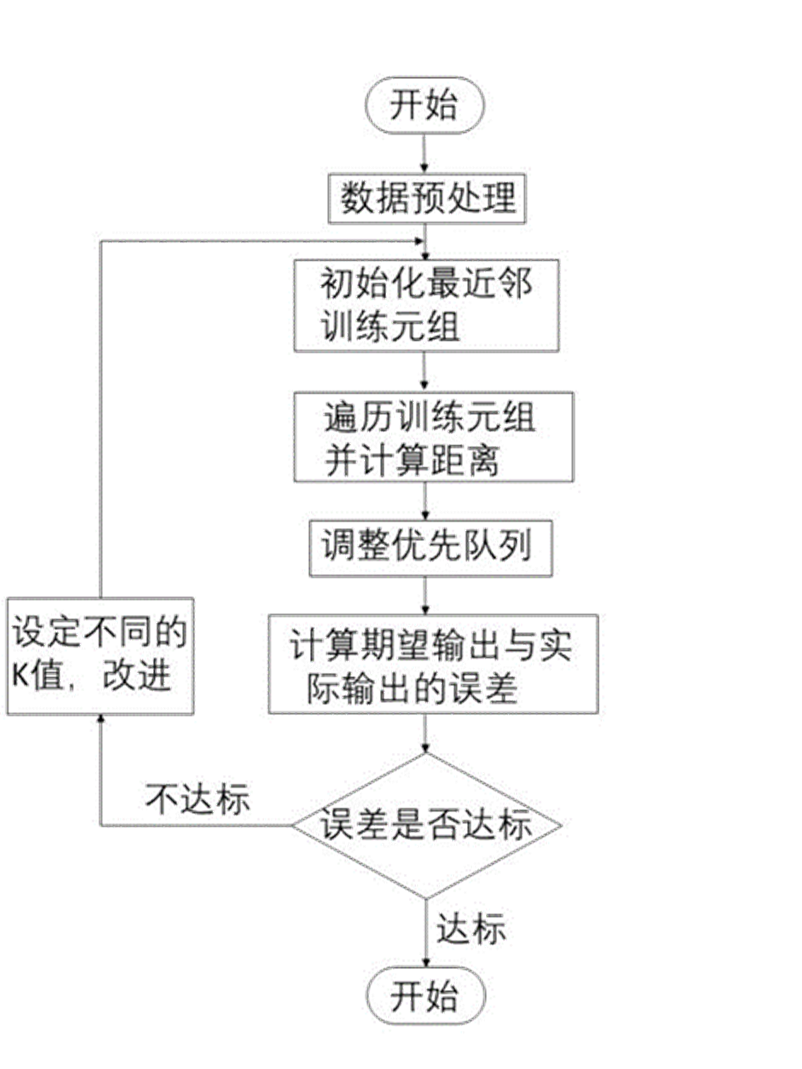 开始
数据预处理
初始化最近邻
训练元组
遍历训练元组
并计算距离
调整优先队列
设定不同的
K值，改进
计算期望输出与实
际输出的误差
不达标
误差是否达标
达标
开始